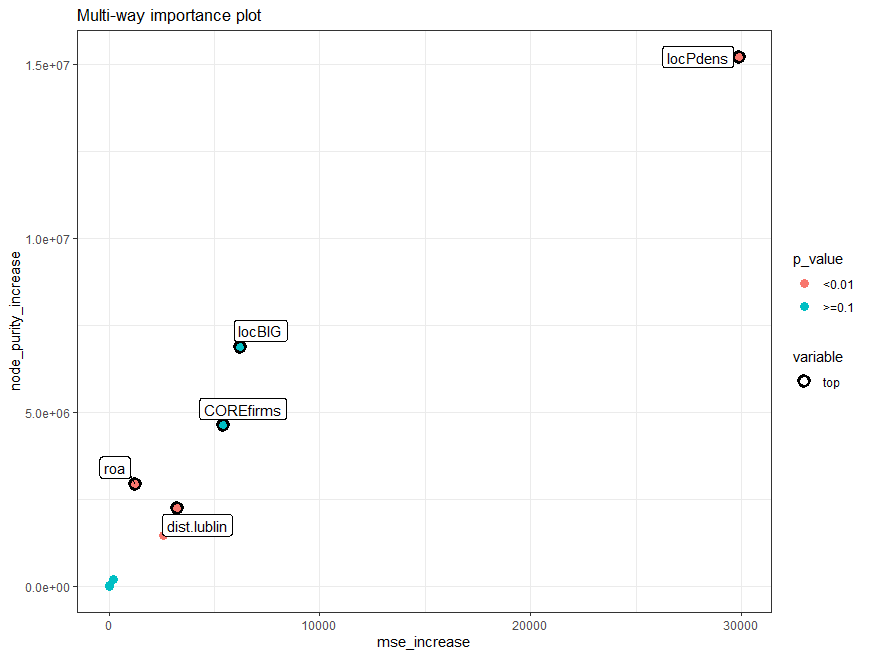 Multi-way importance plot
1.5e+07
locPdens
1.0e+07
node_purity_increase
locBIG
COREfirms
5.0e+06
roa
dist.lublin
0.0e+00
0
10000
20000
30000
mse_increase
p_value
<0.01
>=0.1
variable
top